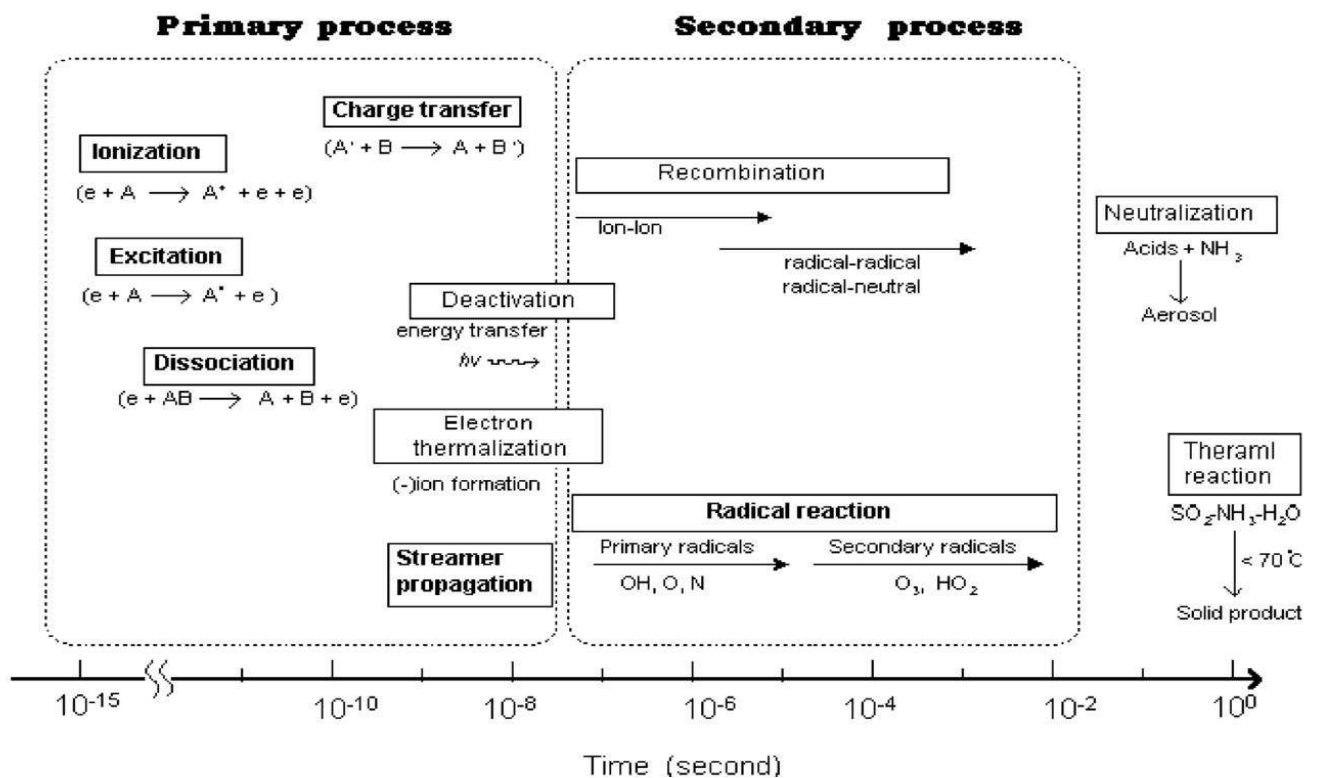 Primary process
Secondary process
Charge transfer
(A' + B ⟶ A + B')
Ionization
(e + A ⟶ A⁺ + e + e)
Excitation
(e + A ⟶ A* + e )
Dissociation
(e + AB ⟶ A + B + e)
Deactivation
energy transfer
hν
Electron
thermalization
(-)ion formation
Streamer
propagation
Recombination
Ion-Ion
radical-radical
radical-neutral
Radical reaction
Primary radicals
OH, O, N
Secondary radicals
O₃, HO₂
Neutralization
Acids + NH₃
Aerosol
Theraml
reaction
SO₂-NH₃-H₂O
< 70°C
Solid product
10⁻¹⁵ 10⁻¹⁰ 10⁻⁸ 10⁻⁶ 10⁻⁴ 10⁻² 10⁰
Time (second)